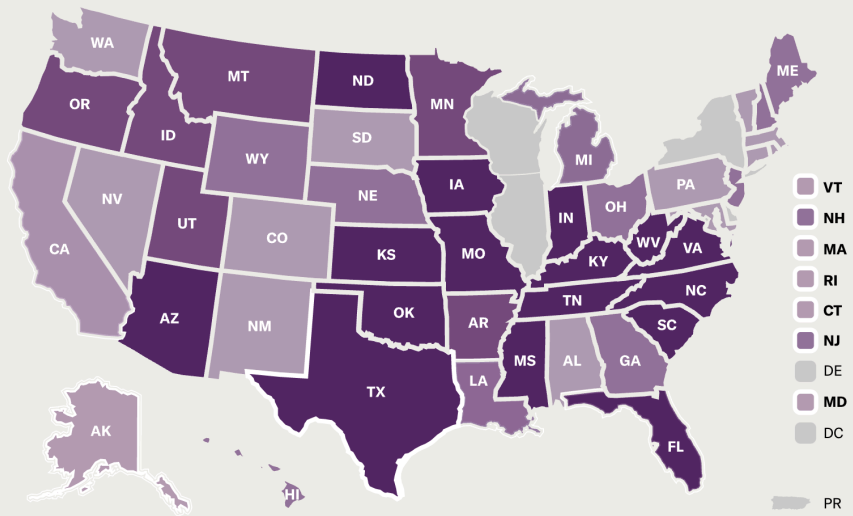 WA
ME
MT
ND
MN
OR
ID
SD
WY
MI
NE
IA
PA
VT
NV
OH
IN
NH
UT
CO
WV
VA
MA
CA
KS
MO
KY
RI
NC
TN
CT
AZ
OK
NM
AR
SC
NJ
MS
AL
GA
DE
LA
TX
MD
AK
DC
FL
HI
PR